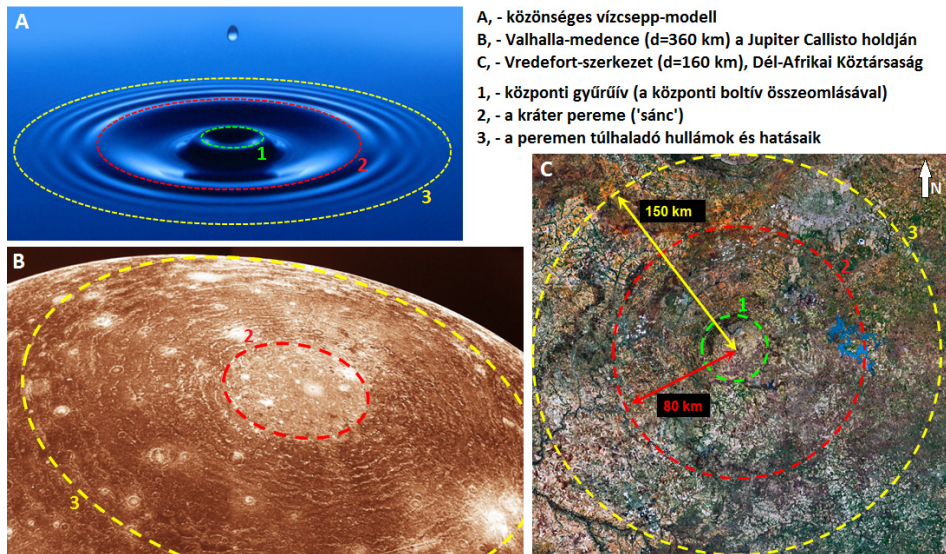 A
1
2
3
A, - közönséges vízcsepp-modell
B, - Valhalla-medence (d=360 km) a Jupiter Callisto holdján
C, - Vredefort-szerkezet (d=160 km), Dél-Afrikai Köztársaság
1, - központi gyűrűív (a központi boltív összeomlásával)
2, - a kráter pereme ('sánc')
3, - a peremen túlhaladó hullámok és hatásaik
B
2
3
C
N
150 km
3
2
1
80 km